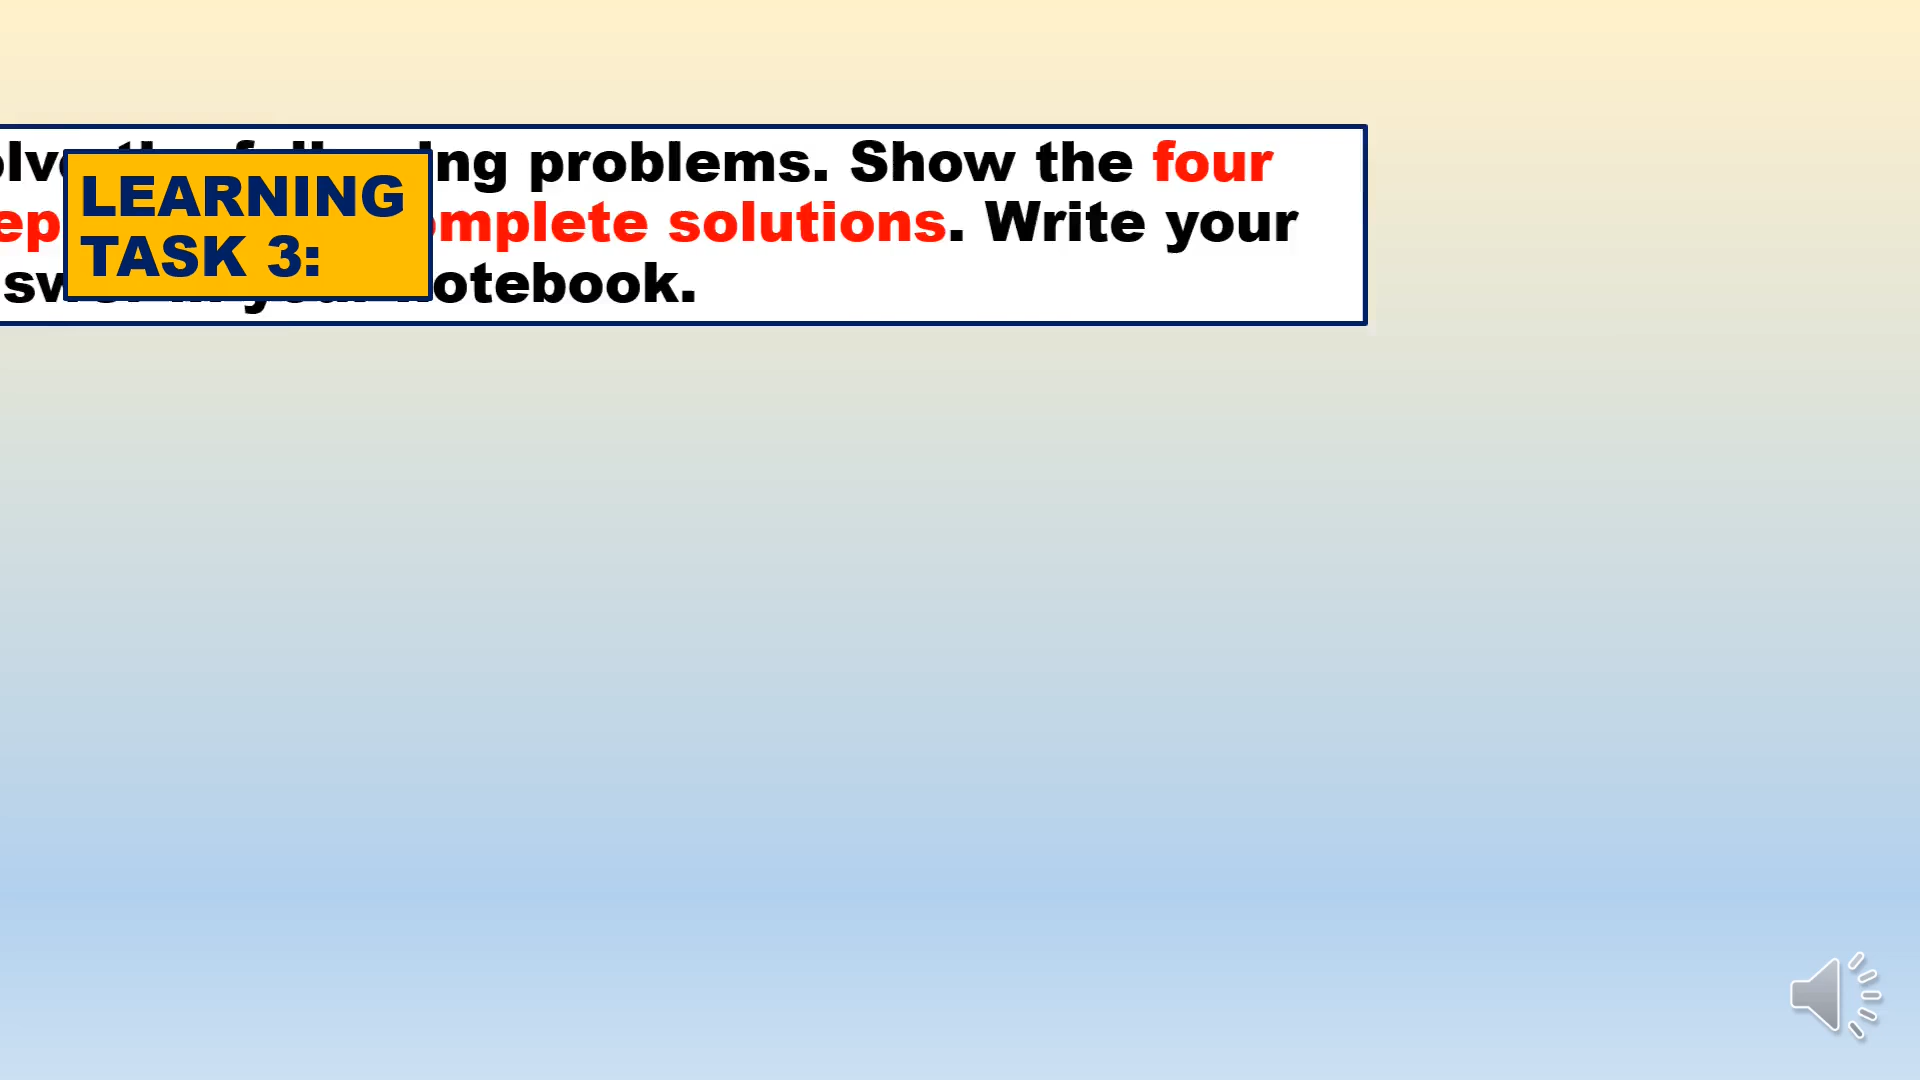 LEARNING
TASK 3:
ng problems. Show the four
mplete solutions. Write your
otebook.